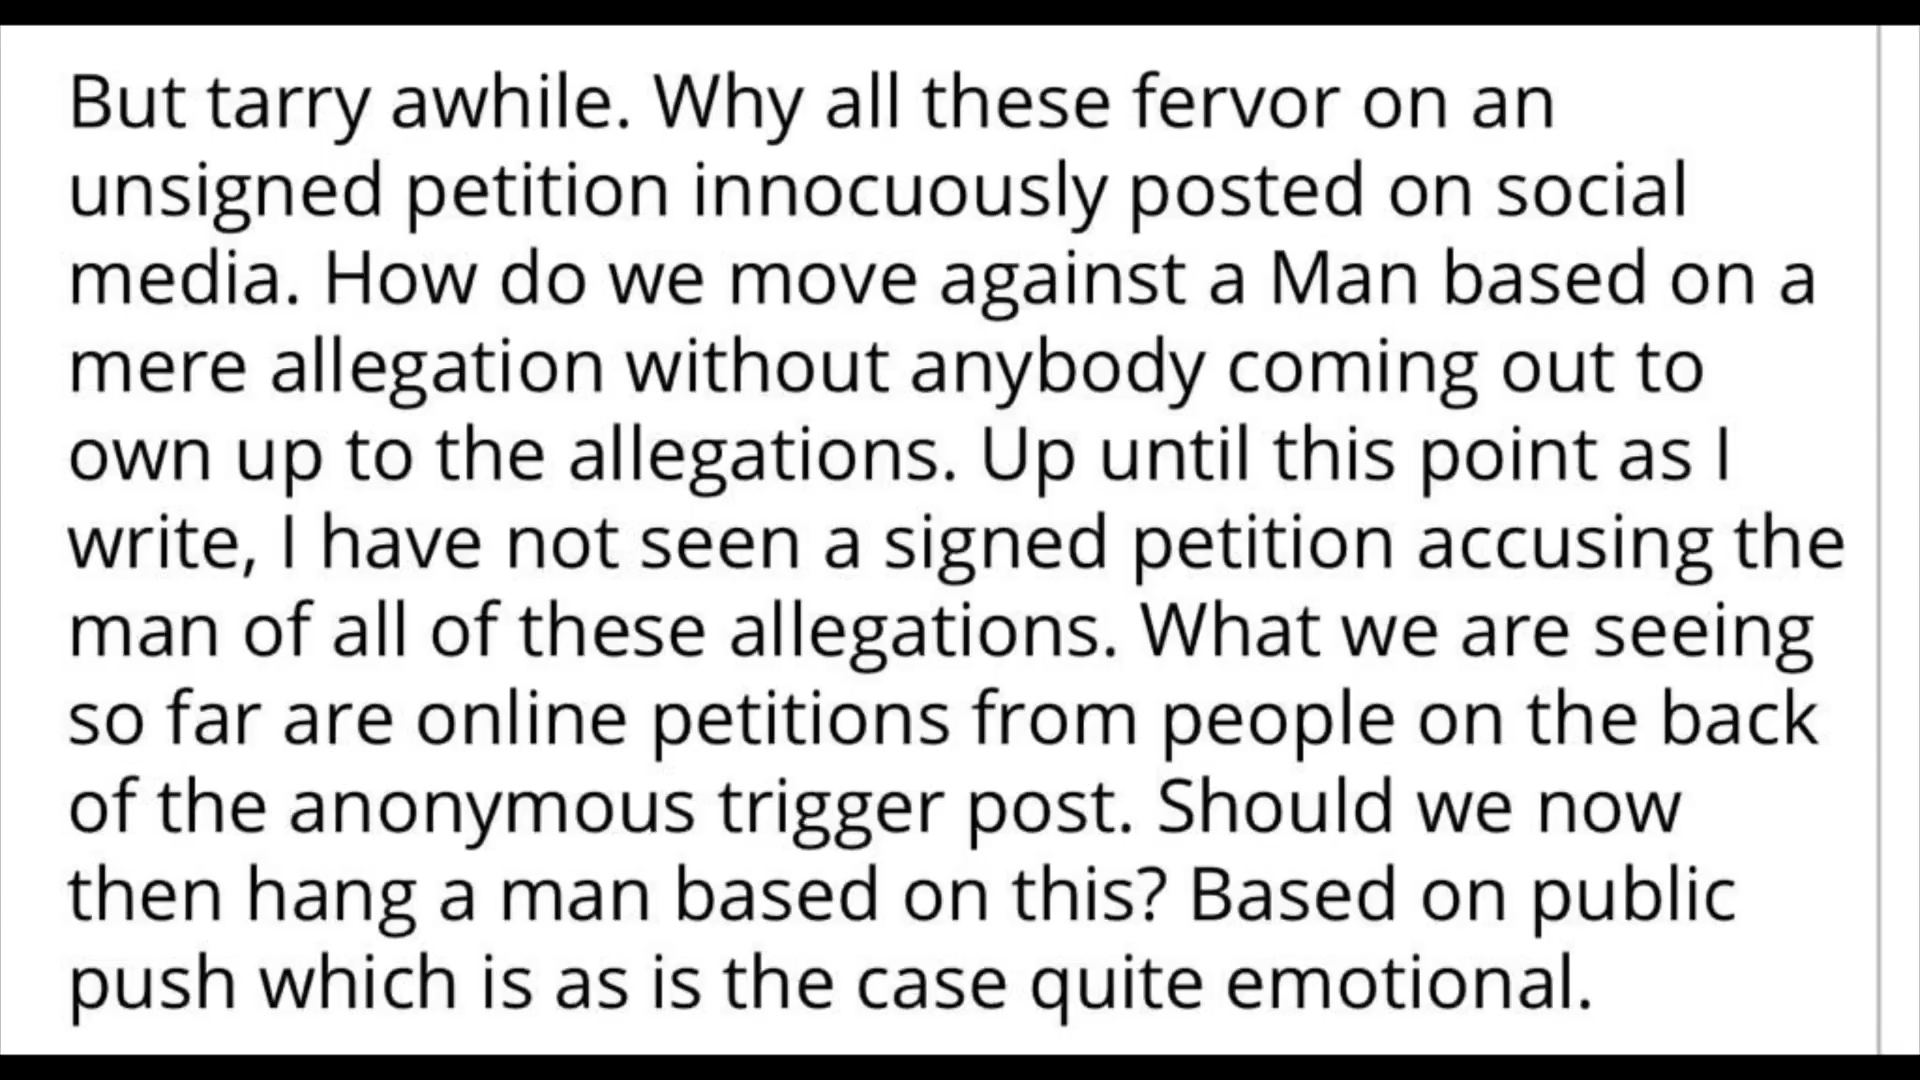 But tarry awhile. Why all these fervor on an
unsigned petition innocuously posted on social
media. How do we move against a Man based on a
mere allegation without anybody coming out to
own up to the allegations. Up until this point as I
write, I have not seen a signed petition accusing the
man of all of these allegations. What we are seeing
so far are online petitions from people on the back
of the anonymous trigger post. Should we now
then hang a man based on this? Based on public
push which is as is the case quite emotional.